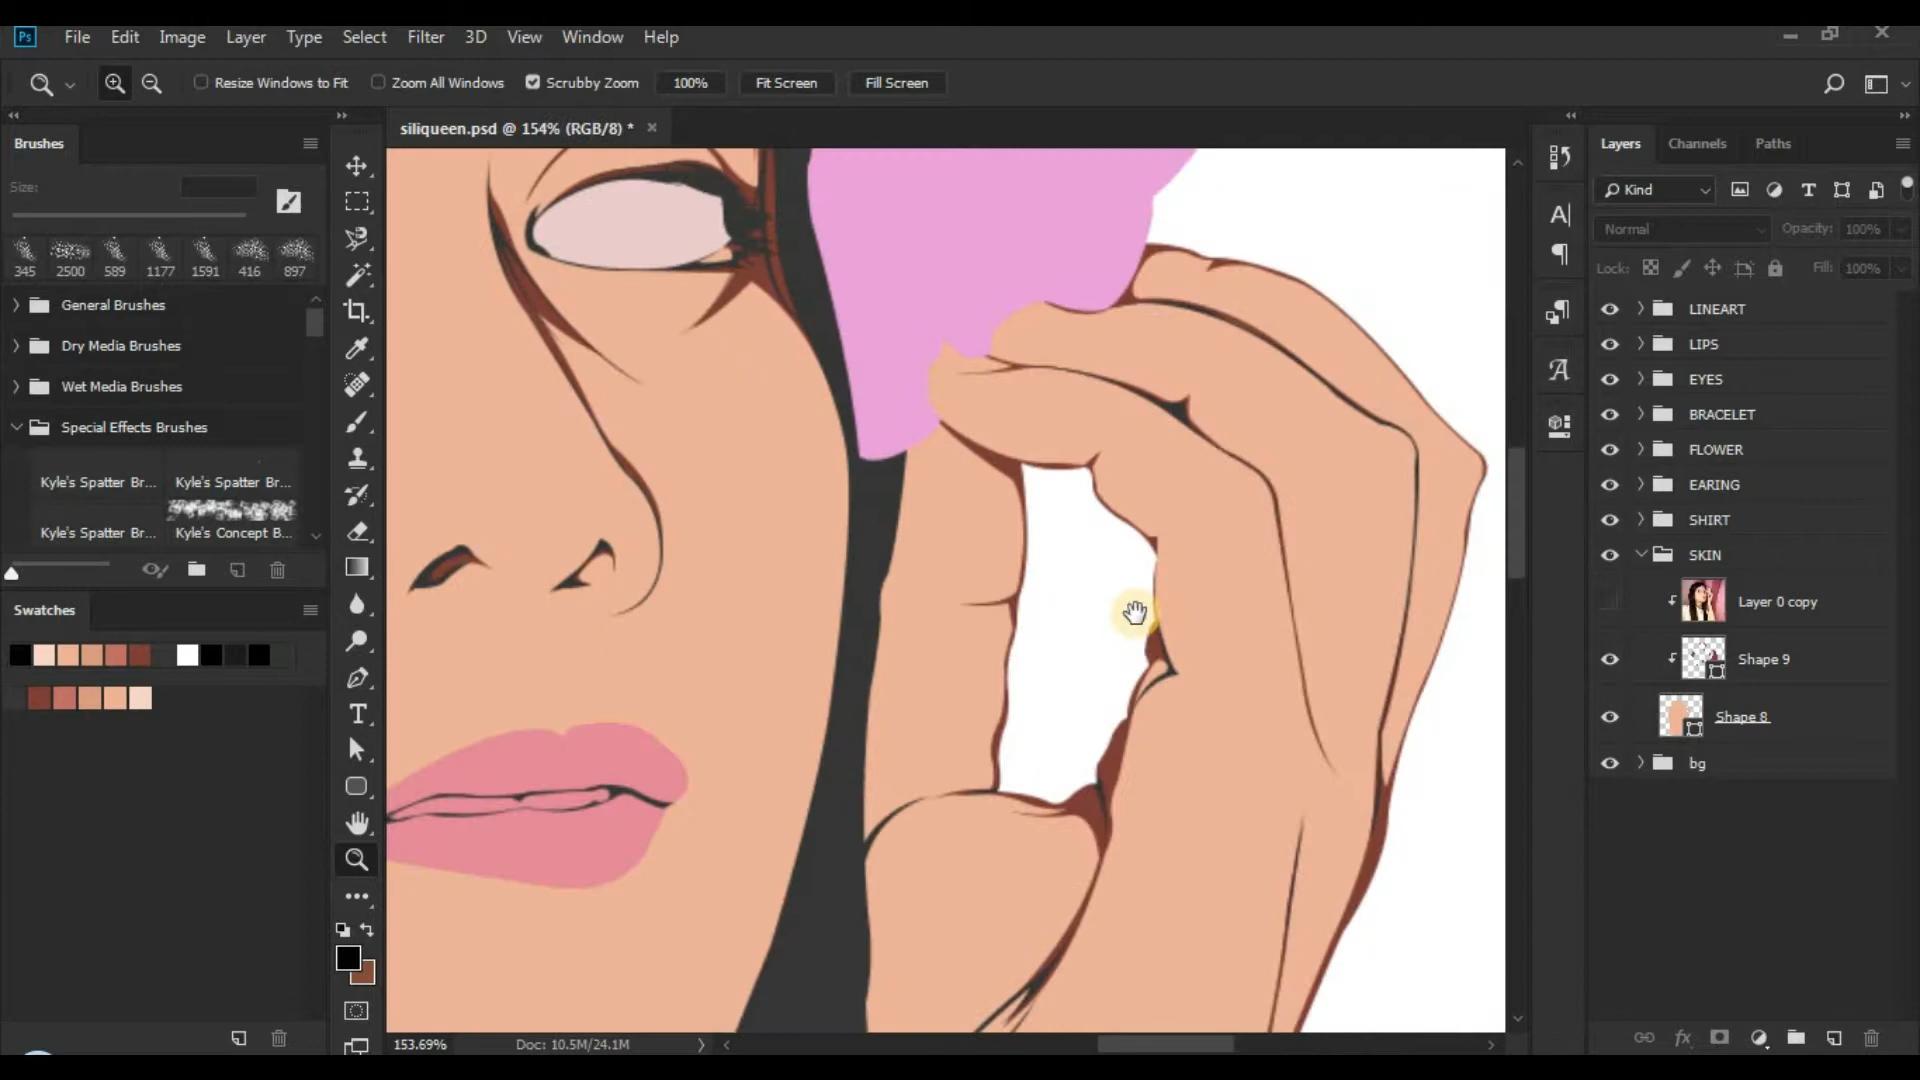 Ps File Edit Image Layer Type Select Filter 3D View Window Help
Resize Windows to Fit Zoom All Windows Scrubby Zoom 100% Fit Screen Fill Screen
Brushes
siliqueen.psd @ 154% (RGB/8) *
Layers Channels Paths
Size:
Kind
Normal Opacity: 100%
345 2500 589 1177 1591 416 897
Lock: Fill: 100%
General Brushes
LINEART
Dry Media Brushes
LIPS
Wet Media Brushes
EYES
Special Effects Brushes
BRACELET
FLOWER
Kyle's Spatter Br... Kyle's Spatter Br...
EARING
Kyle's Spatter Br... Kyle's Concept B...
SHIRT
SKIN
Swatches
Layer 0 copy
Shape 9
Shape 8
bg
153.69% Doc: 10.5M/24.1M